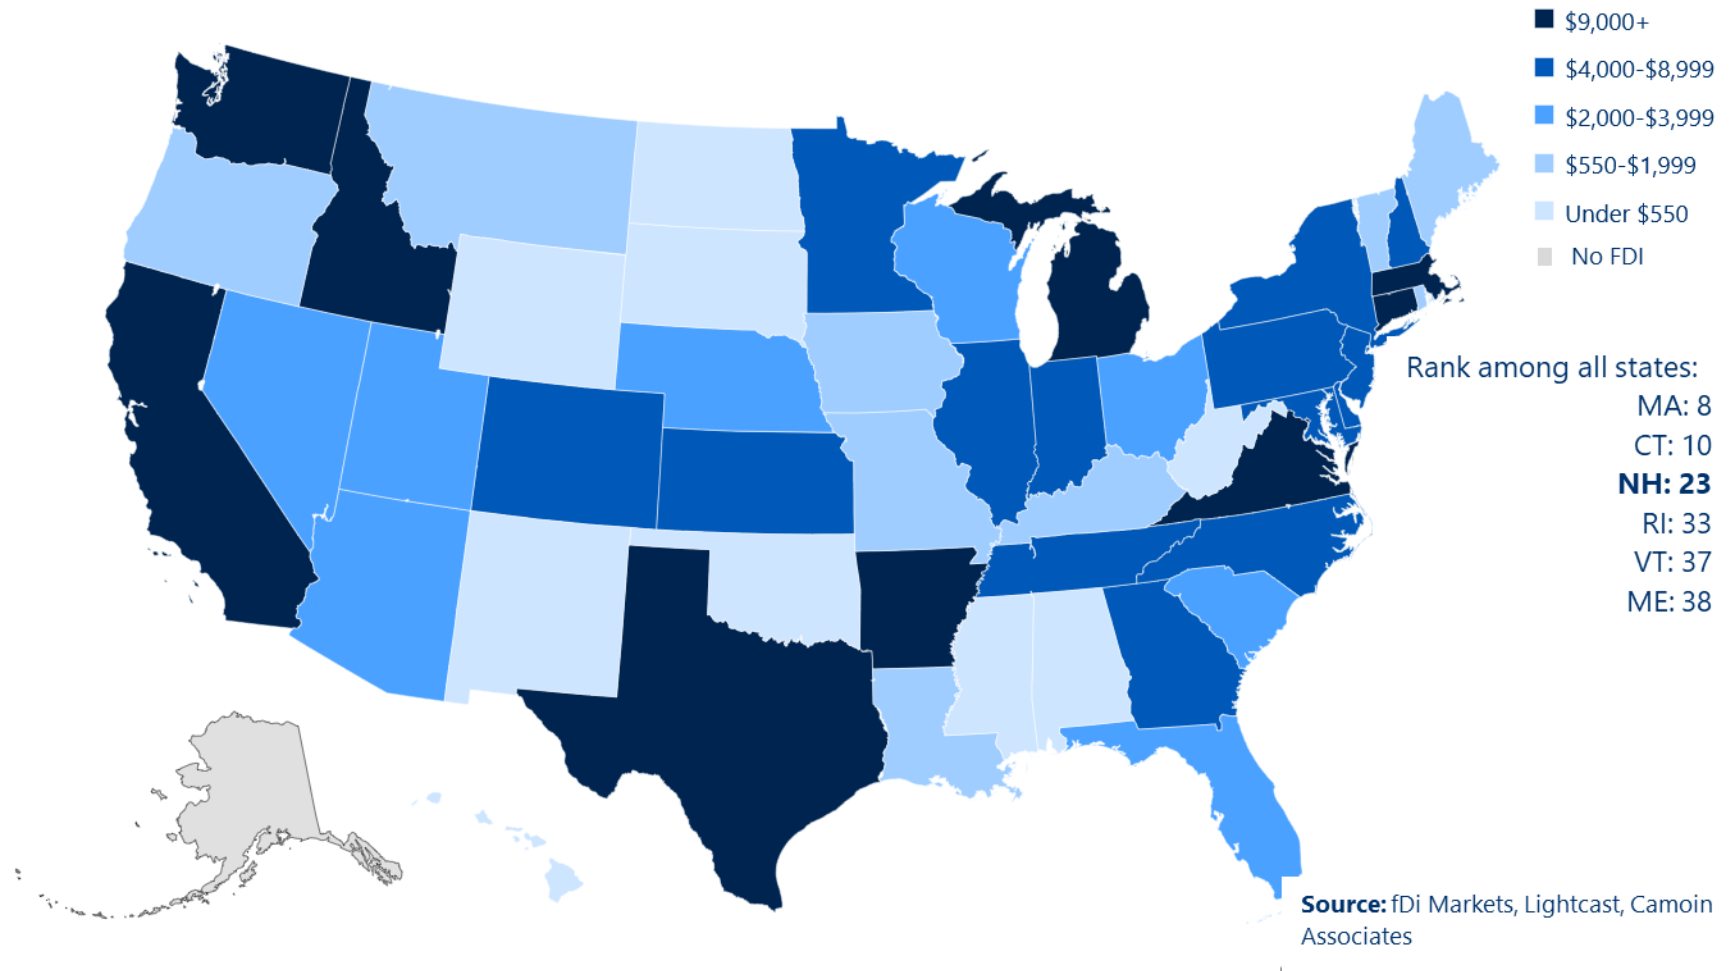 $9,000+
$4,000-$8,999
$2,000-$3,999
$550-$1,999
Under $550
No FDI
Rank among all states:
MA: 8
CT: 10
NH: 23
RI: 33
VT: 37
ME: 38
Source: fDi Markets, Lightcast, Camoin
Associates